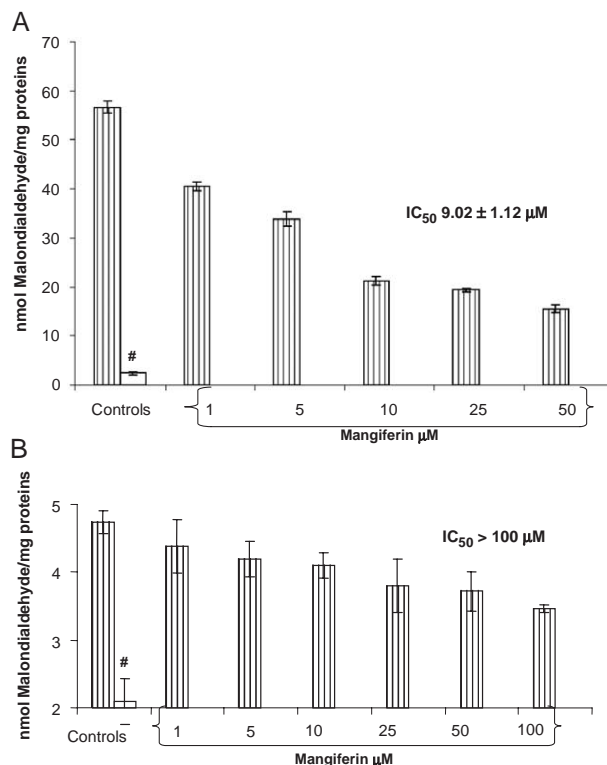 A
nmol Malondialdehyde/mg proteins
70
60
50
40
30
20
10
0
#
IC50 9.02 ± 1.12 µM
Controls 1 5 10 25 50
Mangiferin µM
B
nmol Malondialdehyde/mg proteins
5
4
3
2
#
IC50 > 100 µM
Controls 1 5 10 25 50 100
Mangiferin µM